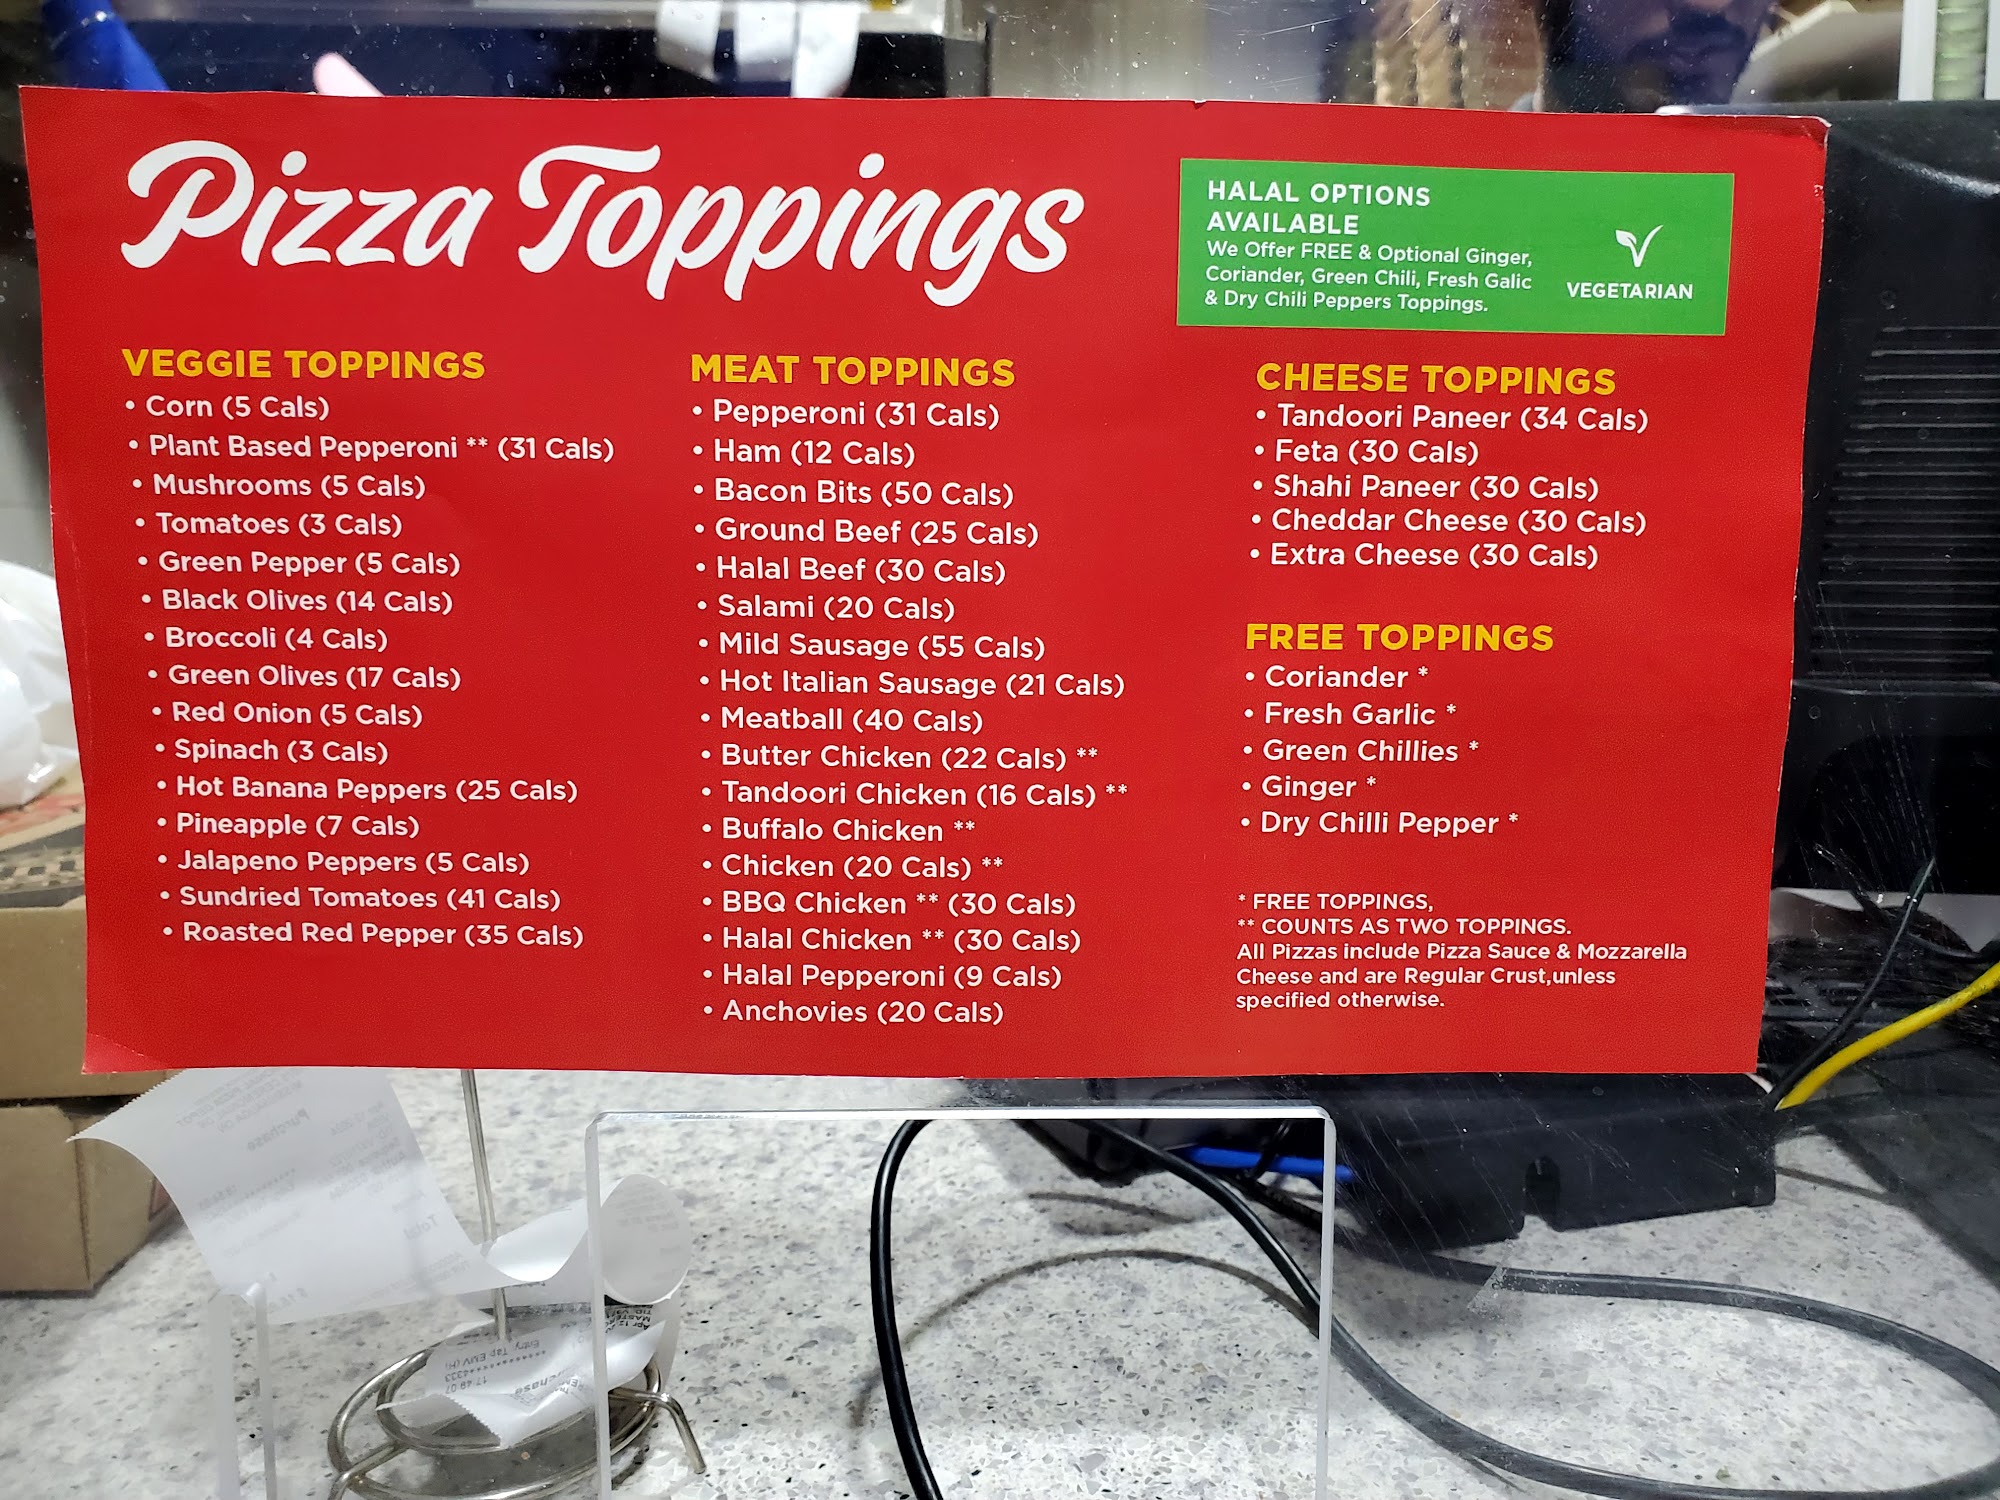 Pizza Toppings
HALAL OPTIONS
AVAILABLE
We Offer FREE & Optional Ginger,
Coriander, Green Chili, Fresh Galic
& Dry Chili Peppers Toppings.
VEGETARIAN
VEGGIE TOPPINGS
• Corn (5 Cals)
• Plant Based Pepperoni ** (31 Cals)
• Mushrooms (5 Cals)
• Tomatoes (3 Cals)
• Green Pepper (5 Cals)
• Black Olives (14 Cals)
• Broccoli (4 Cals)
• Green Olives (17 Cals)
• Red Onion (5 Cals)
• Spinach (3 Cals)
• Hot Banana Peppers (25 Cals)
• Pineapple (7 Cals)
• Jalapeno Peppers (5 Cals)
• Sundried Tomatoes (41 Cals)
• Roasted Red Pepper (35 Cals)
MEAT TOPPINGS
• Pepperoni (31 Cals)
• Ham (12 Cals)
• Bacon Bits (50 Cals)
• Ground Beef (25 Cals)
• Halal Beef (30 Cals)
• Salami (20 Cals)
• Mild Sausage (55 Cals)
• Hot Italian Sausage (21 Cals)
• Meatball (40 Cals)
• Butter Chicken (22 Cals) **
• Tandoori Chicken (16 Cals) **
• Buffalo Chicken **
• Chicken (20 Cals) **
• BBQ Chicken ** (30 Cals)
• Halal Chicken ** (30 Cals)
• Halal Pepperoni (9 Cals)
• Anchovies (20 Cals)
CHEESE TOPPINGS
• Tandoori Paneer (34 Cals)
• Feta (30 Cals)
• Shahi Paneer (30 Cals)
• Cheddar Cheese (30 Cals)
• Extra Cheese (30 Cals)
FREE TOPPINGS
• Coriander *
• Fresh Garlic *
• Green Chillies *
• Ginger *
• Dry Chilli Pepper *
* FREE TOPPINGS,
** COUNTS AS TWO TOPPINGS.
All Pizzas include Pizza Sauce & Mozzarella
Cheese and are Regular Crust,unless
specified otherwise.
Purchase
Total